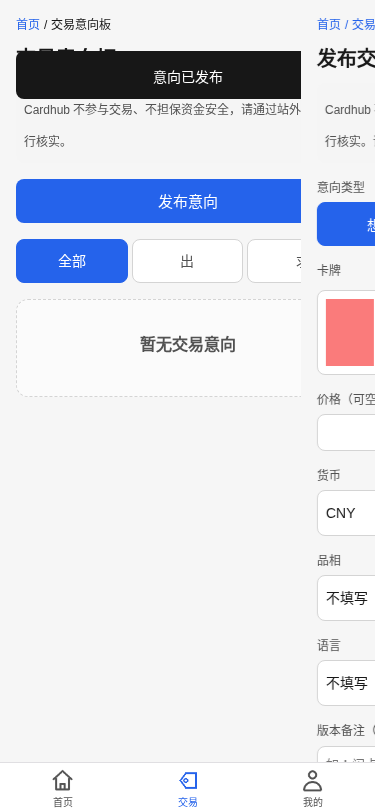 首页 / 交易意向板
意向已发布
Cardhub 不参与交易、不担保资金安全，请通过站外
行核实。
发布意向
全部
出
暂无交易意向
首页 / 交易
发布交
Cardhub
行核实。
意向类型
想
卡牌
价格（可空
货币
CNY
品相
不填写
语言
不填写
版本备注（
首页
交易
我的